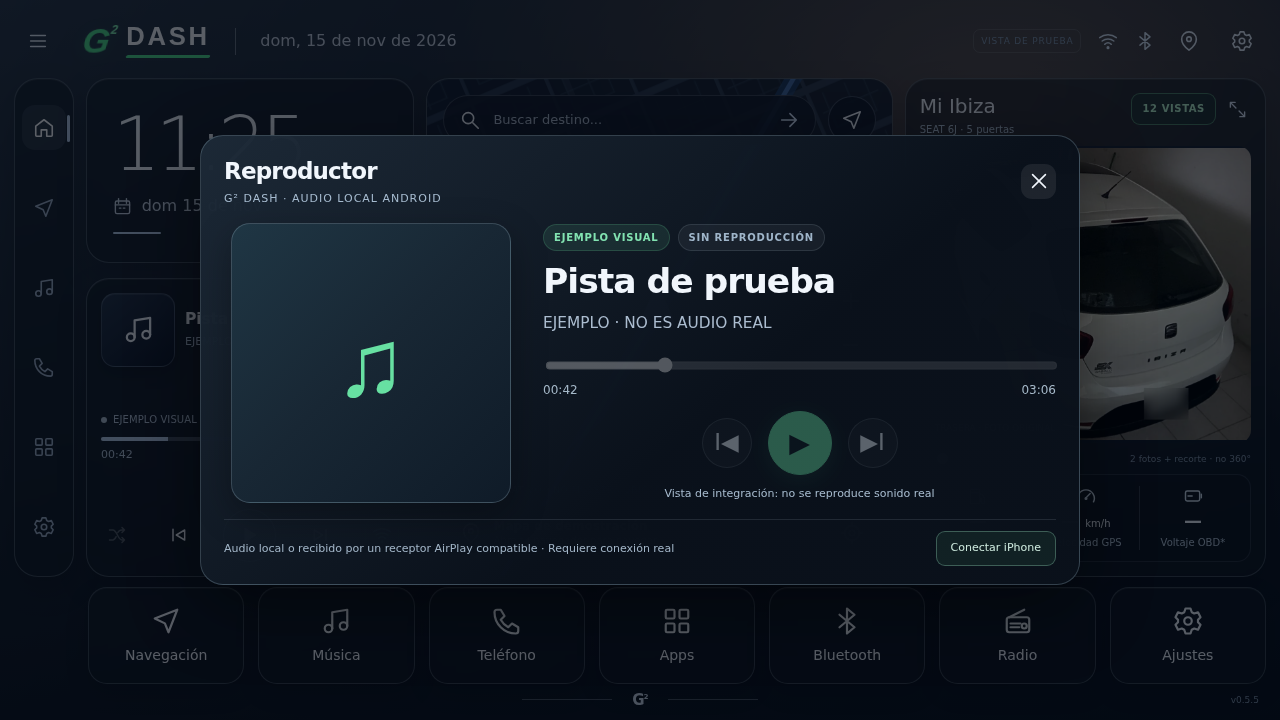 G² DASH
dom, 15 de nov de 2026
VISTA DE PRUEBA
11:25
dom 15
Buscar destino...
Mi Ibiza
SEAT 6J · 5 puertas
12 VISTAS
Reproductor
G² DASH · AUDIO LOCAL ANDROID
EJEMPLO VISUAL
SIN REPRODUCCIÓN
Pista de prueba
EJEMPLO · NO ES AUDIO REAL
00:42
03:06
Vista de integración: no se reproduce sonido real
Audio local o recibido por un receptor AirPlay compatible · Requiere conexión real
Conectar iPhone
EJEMPLO VISUAL
00:42
IBIZA
2 fotos + recorte · no 360°
km/h
dad GPS
—
Voltaje OBD*
Navegación
Música
Teléfono
Apps
Bluetooth
Radio
Ajustes
G²
v0.5.5